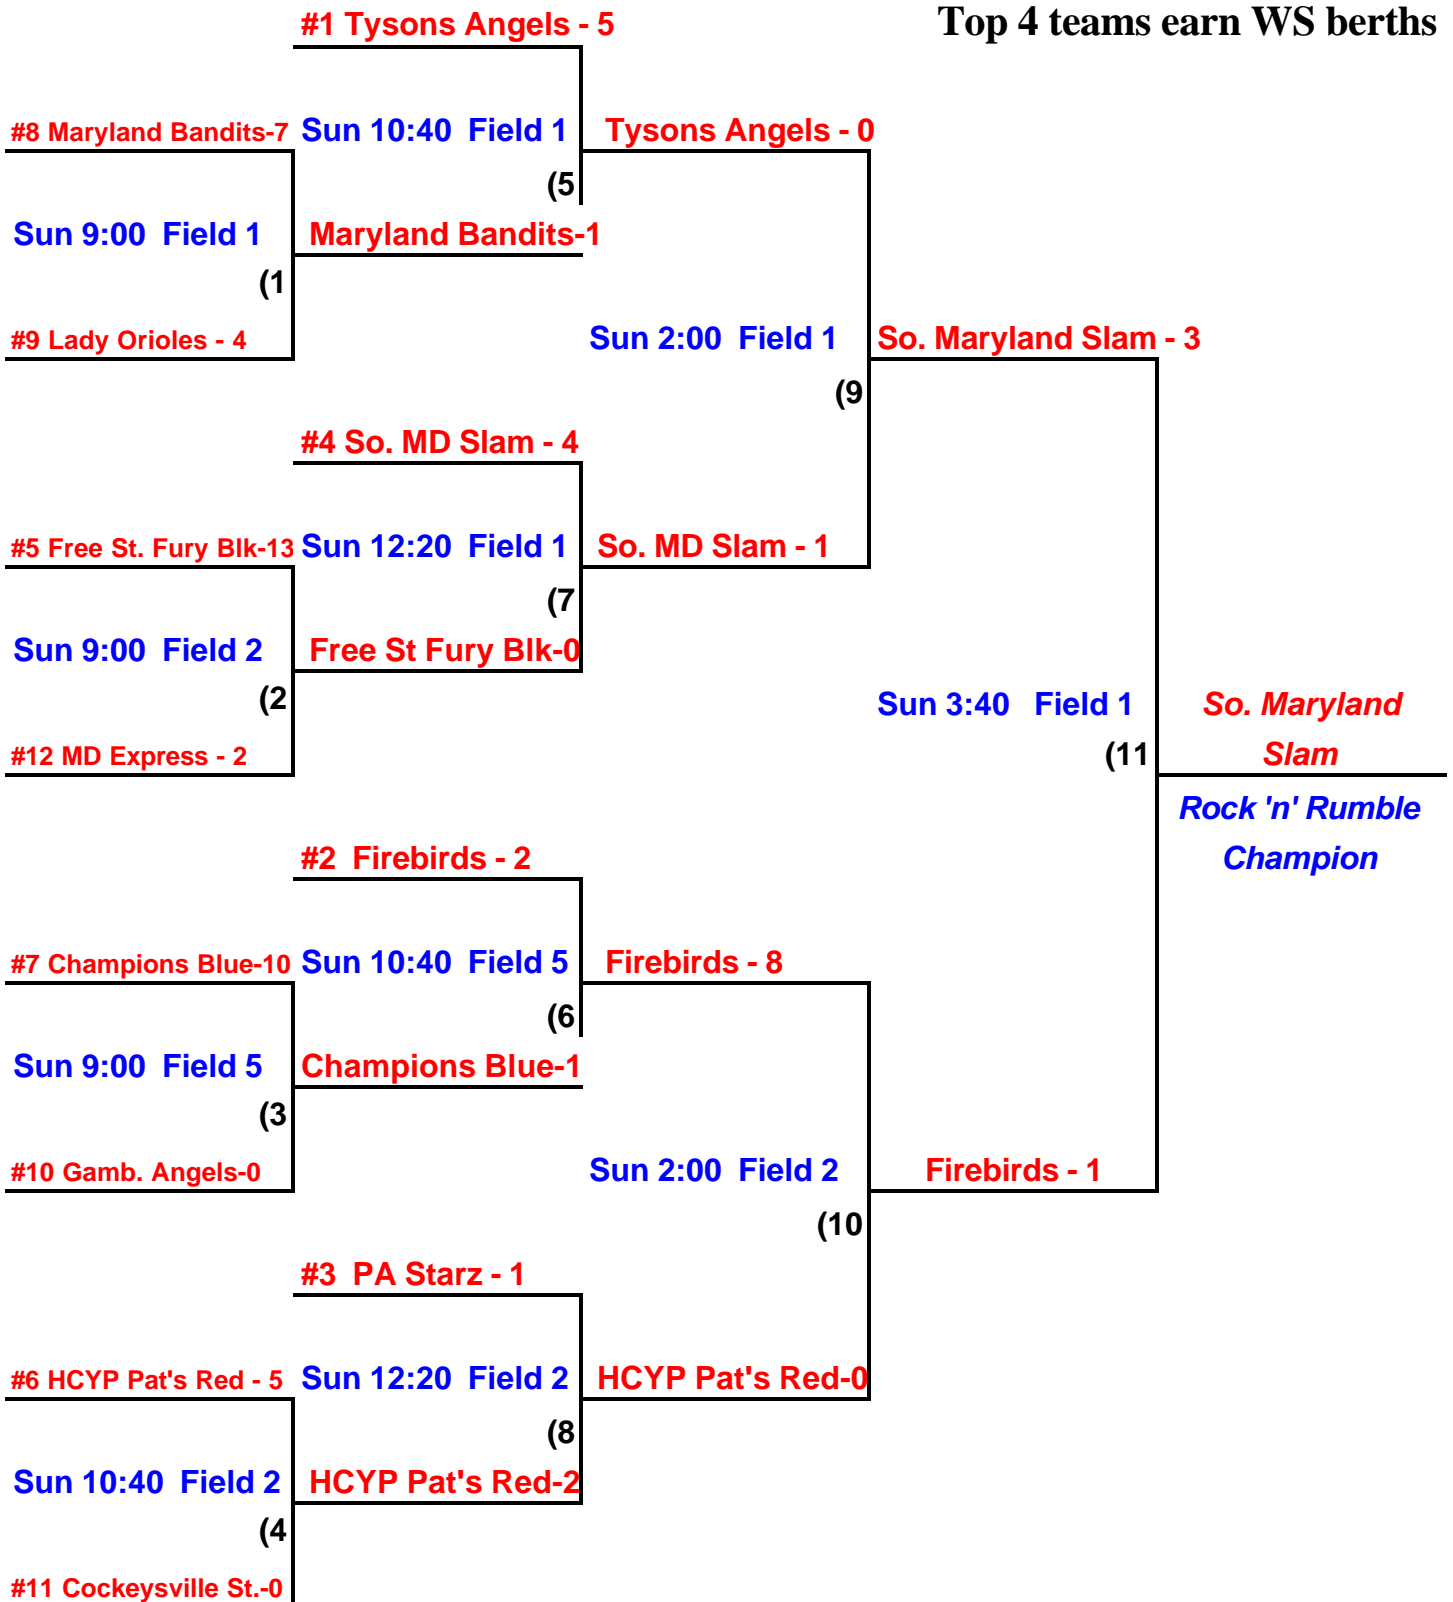 #1 Tysons Angels - 5
Top 4 teams earn WS berths
#8 Maryland Bandits-7
Sun 10:40  Field 1
Tysons Angels - 0
(5
Sun 9:00  Field 1
Maryland Bandits-1
(1
#9 Lady Orioles - 4
Sun 2:00  Field 1
So. Maryland Slam - 3
(9
#4 So. MD Slam - 4
#5 Free St. Fury Blk-13
Sun 12:20  Field 1
So. MD Slam - 1
(7
Sun 9:00  Field 2
Free St Fury Blk-0
(2
Sun 3:40   Field 1
So. Maryland
#12 MD Express - 2
(11
Slam
Rock 'n' Rumble
Champion
#2  Firebirds - 2
#7 Champions Blue-10
Sun 10:40  Field 5
Firebirds - 8
(6
Sun 9:00  Field 5
Champions Blue-1
(3
#10 Gamb. Angels-0
Sun 2:00  Field 2
Firebirds - 1
(10
#3  PA Starz - 1
#6 HCYP Pat's Red - 5
Sun 12:20  Field 2
HCYP Pat's Red-0
(8
Sun 10:40  Field 2
HCYP Pat's Red-2
(4
#11 Cockeysville St.-0